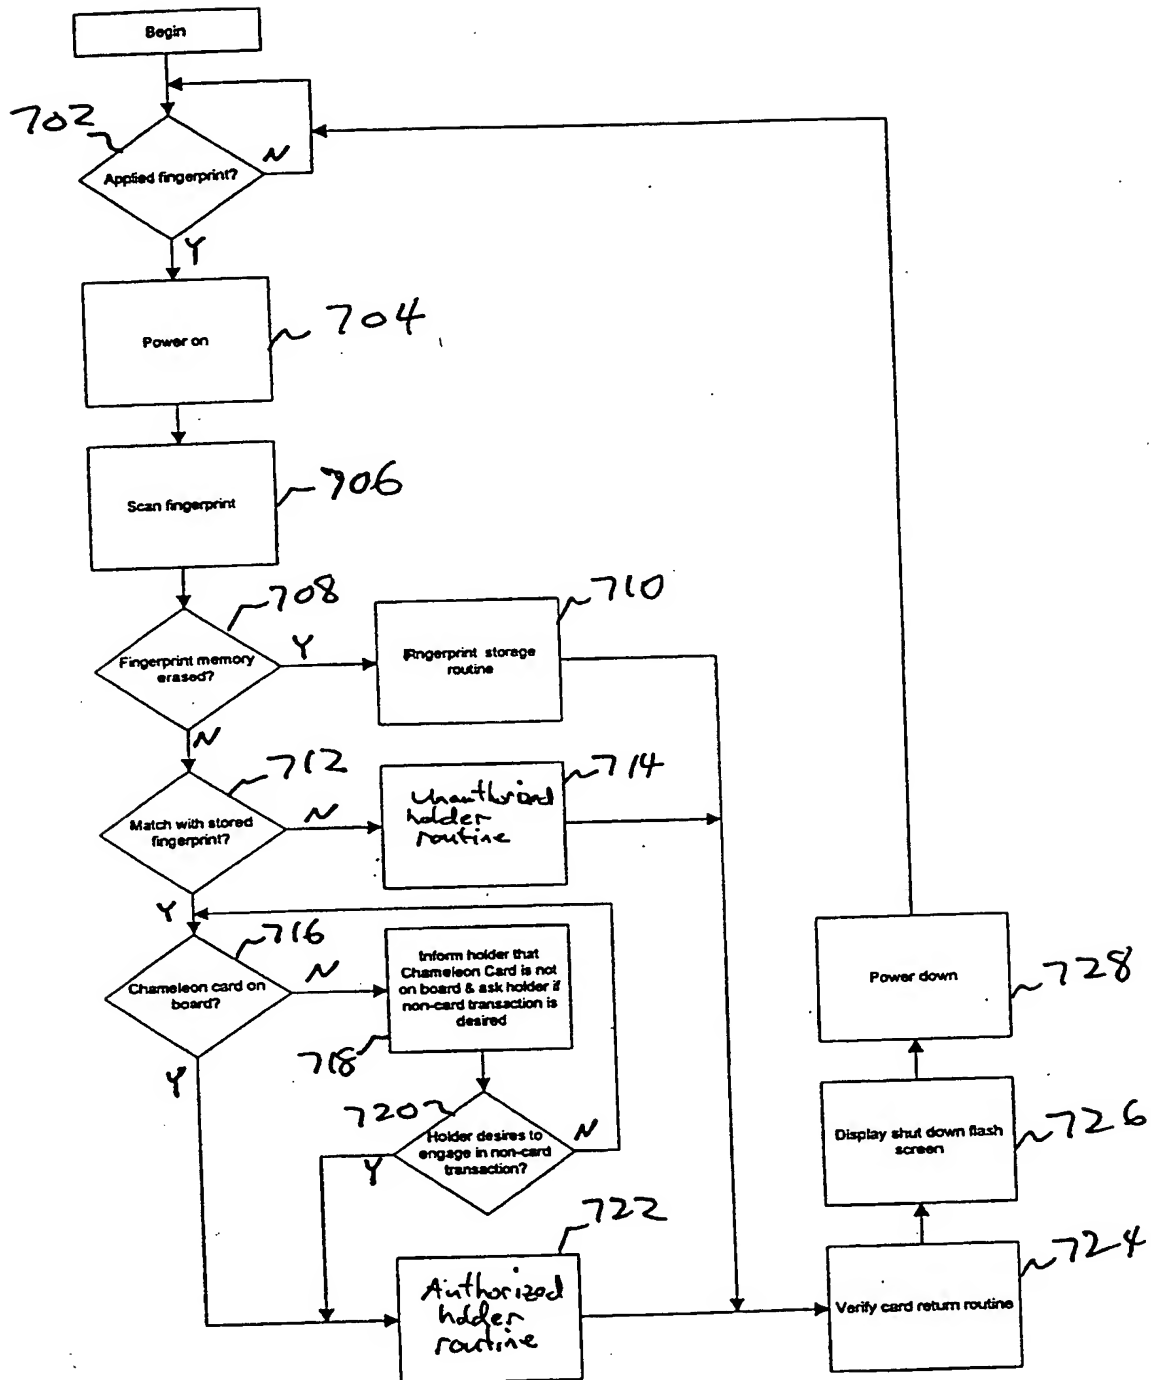 Begin
702
Applied fingerprint?
N
Y
Power on
704
Scan fingerprint
706
708
Fingerprint memory
erased?
Y
710
Fingerprint storage
routine
N
712
Match with stored
fingerprint?
N
714
Unauthorized
holder
routine
Y
716
Chameleon card on
board?
N
Inform holder that
Chameleon Card is not
on board & ask holder if
non-card transaction is
desired
718
Y
720
Holder desires to
engage in non-card
transaction?
N
Y
722
Authorized
holder
routine
Power down
728
Display shut down flash
screen
726
724
Verify card return routine